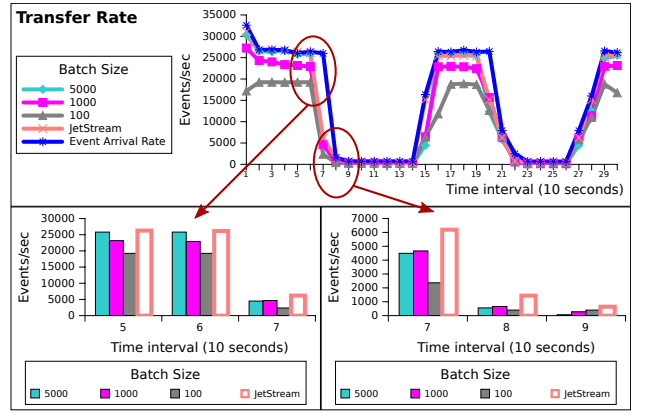 Transfer Rate
Batch Size
5000
1000
100
JetStream
Event Arrival Rate
Events/sec
35000
30000
25000
20000
15000
10000
5000
0
1 3 5 7 9 11 13 15 17 19 21 23 25 27 29
Time interval (10 seconds)
Events/sec
30000
25000
20000
15000
10000
5000
0
5 6 7
Time interval (10 seconds)
Batch Size
5000 1000 100 JetStream
Events/sec
7000
6000
5000
4000
3000
2000
1000
0
7 8 9
Time interval (10 seconds)
Batch Size
5000 1000 100 JetStream